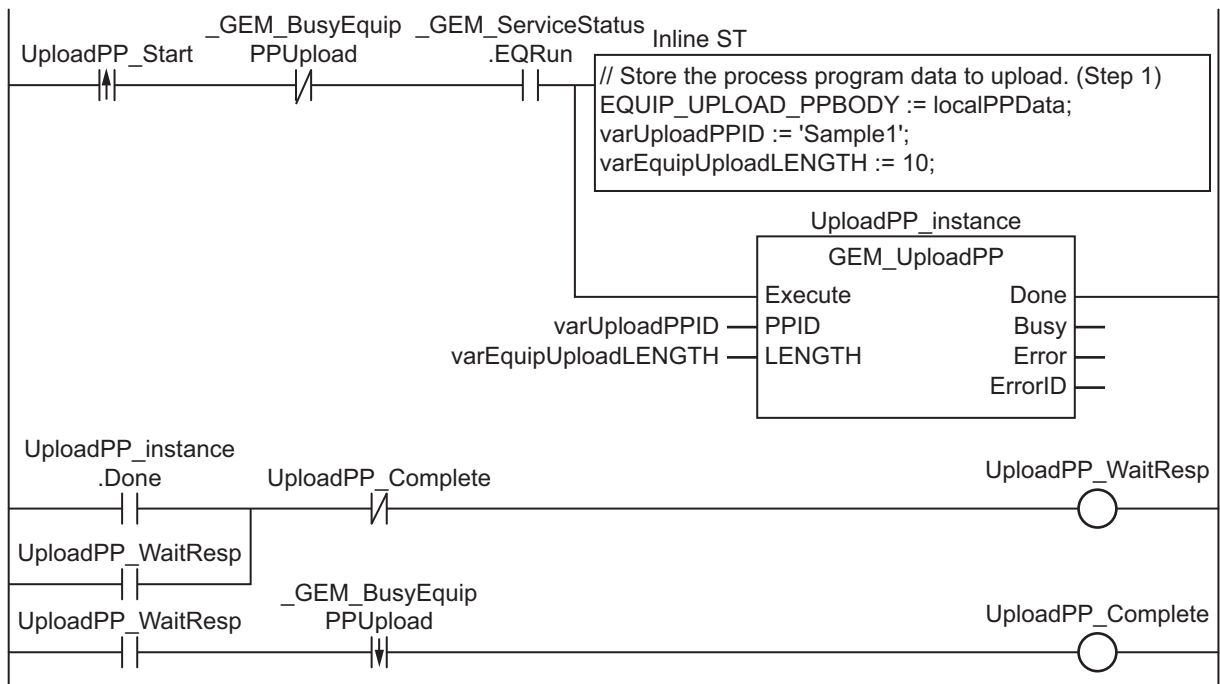 _GEM_BusyEquip _GEM_ServiceStatus
UploadPP_Start PPUpload .EQRun Inline ST
// Store the process program data to upload. (Step 1)
EQUIP_UPLOAD_PPBODY := localPPData;
varUploadPPID := 'Sample1';
varEquipUploadLENGTH := 10;
UploadPP_instance
GEM_UploadPP
Execute Done
varUploadPPID PPID Busy
varEquipUploadLENGTH LENGTH Error
ErrorID
UploadPP_instance
.Done UploadPP_Complete UploadPP_WaitResp
UploadPP_WaitResp
_GEM_BusyEquip
UploadPP_WaitResp PPUpload UploadPP_Complete